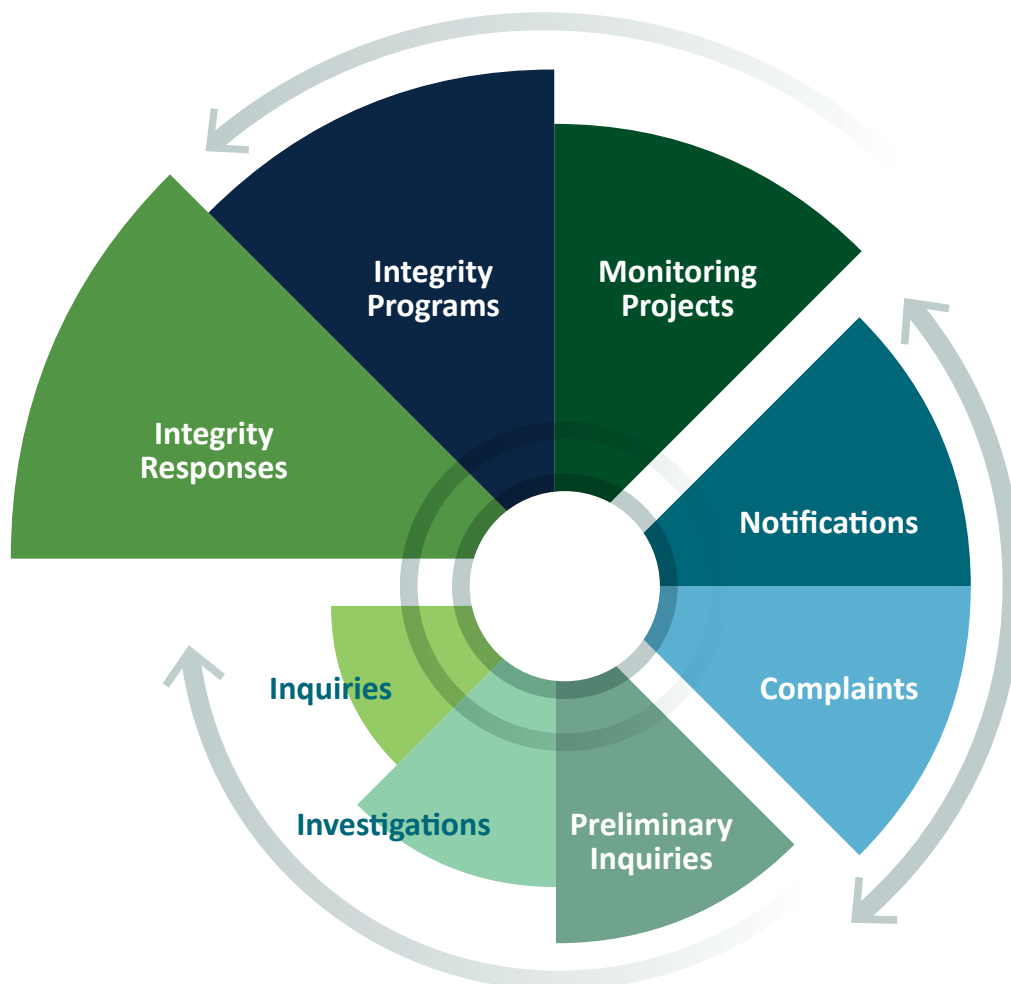 Integrity
Programs
Monitoring
Projects
Integrity
Responses
Notifications
Inquiries
Complaints
Investigations
Preliminary
Inquiries